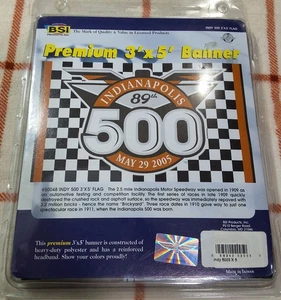 BSI
The Mark of Quality & Value in Licensed Products
INDY 500 3'X5' FLAG
Premium 3'x5' Banner
INDIANAPOLIS
89th
500
MAY 29 2005
INDY 500 3'X5' FLAG The 2.5 mile Indianapolis Motor Speedway was opened in 1909 as
an automotive testing and competition facility. The first series of races in 1909 quickly
destroyed the crushed rock and asphalt surface, so the speedway was immediately repaved with
3.2 million bricks - hence the name "Brickyard". Three race dates in 1910 gave way to just one
spectacular race in 1911, when the Indianapolis 500 was born.
This premium 3'x5' banner is constructed of
heavy-duty polyester and has a reinforced
headband. Show your colors proudly!
BSI Products, Inc.
Made in Taiwan